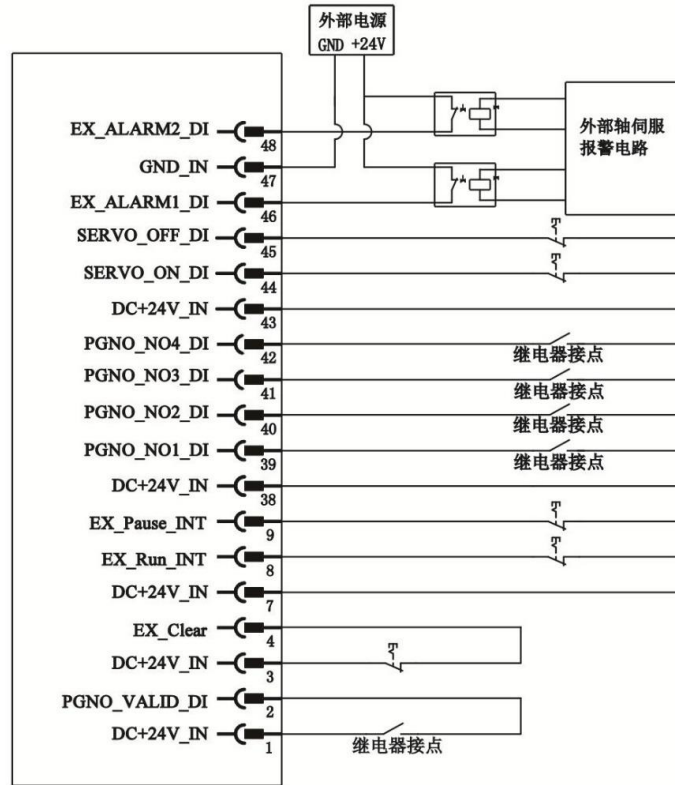 外部电源
GND +24V
EX_ALARM2_DI
48
GND_IN
47
EX_ALARM1_DI
46
外部轴伺服
报警电路
SERVO_OFF_DI
45
SERVO_ON_DI
44
DC+24V_IN
43
PGNO_NO4_DI
42
继电器接点
PGNO_NO3_DI
41
继电器接点
PGNO_NO2_DI
40
继电器接点
PGNO_NO1_DI
39
继电器接点
DC+24V_IN
38
EX_Pause_INT
9
EX_Run_INT
8
DC+24V_IN
7
EX_Clear
4
DC+24V_IN
3
PGNO_VALID_DI
2
DC+24V_IN
1
继电器接点